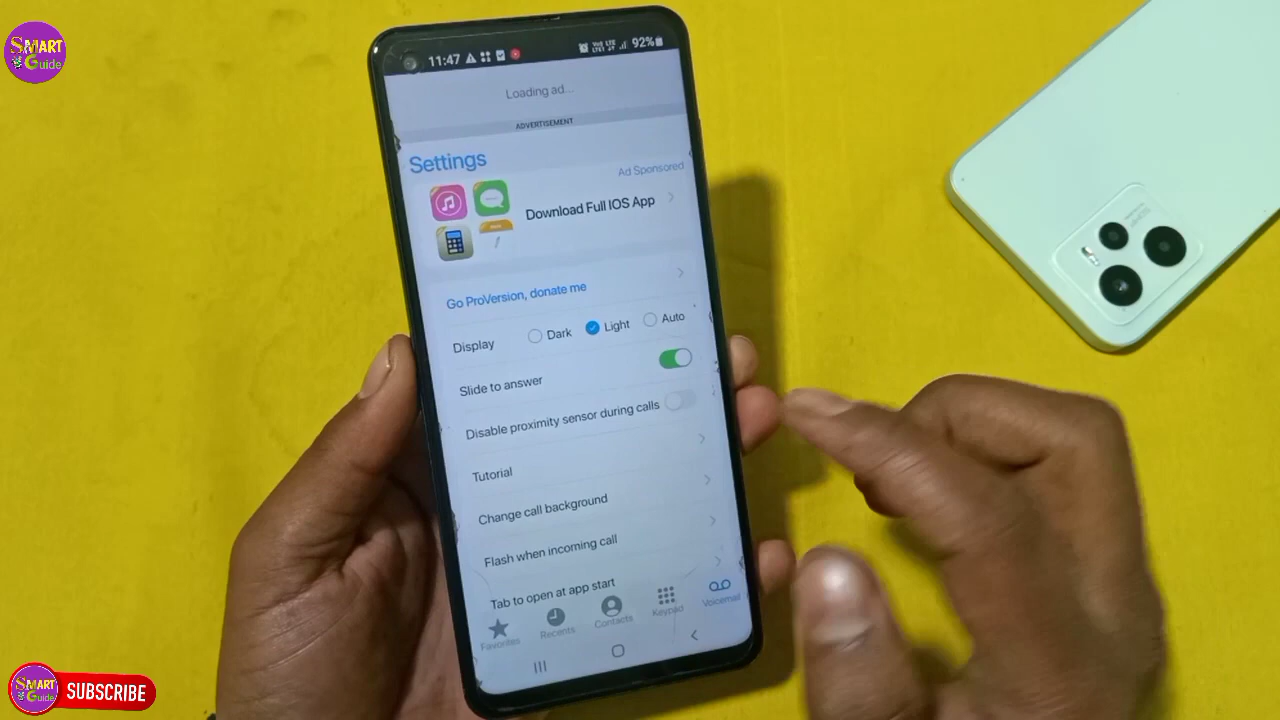 SMART
Guide
11:47
92%
Loading ad...
ADVERTISEMENT
Settings
Ad Sponsored
Download Full IOS App
Go ProVersion, donate me
Display
Dark
Light
Auto
Slide to answer
Disable proximity sensor during calls
Tutorial
Change call background
Flash when incoming call
Tab to open at app start
Favorites
Recents
Contacts
Keypad
Voicemail
SMART
Guide
SUBSCRIBE